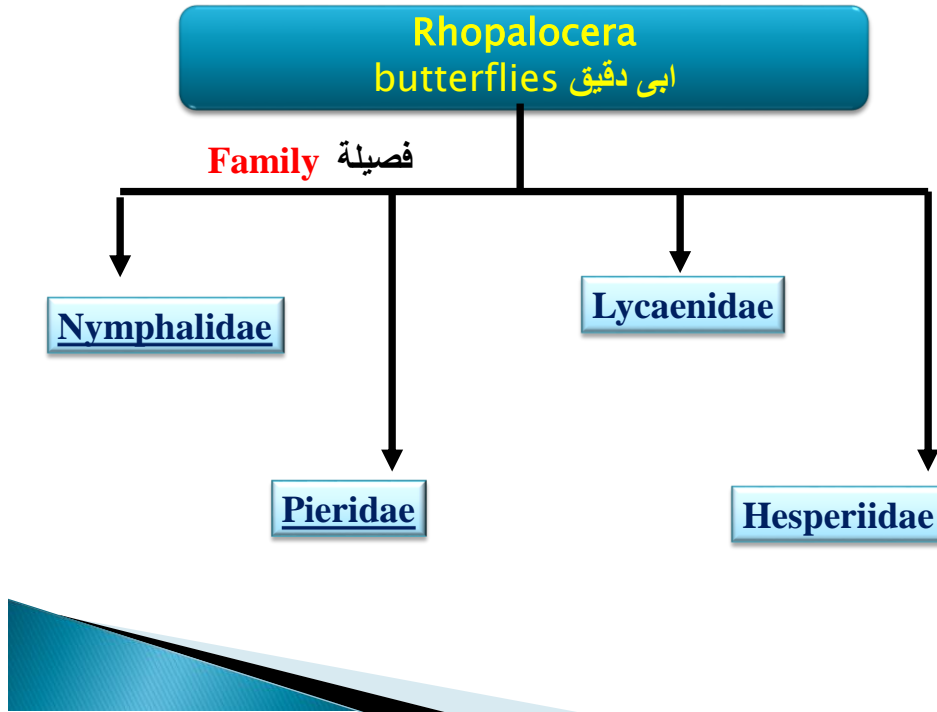 Rhopalocera
butterflies ابى دقيق
Family فصيلة
Nymphalidae
Lycaenidae
Pieridae
Hesperiidae